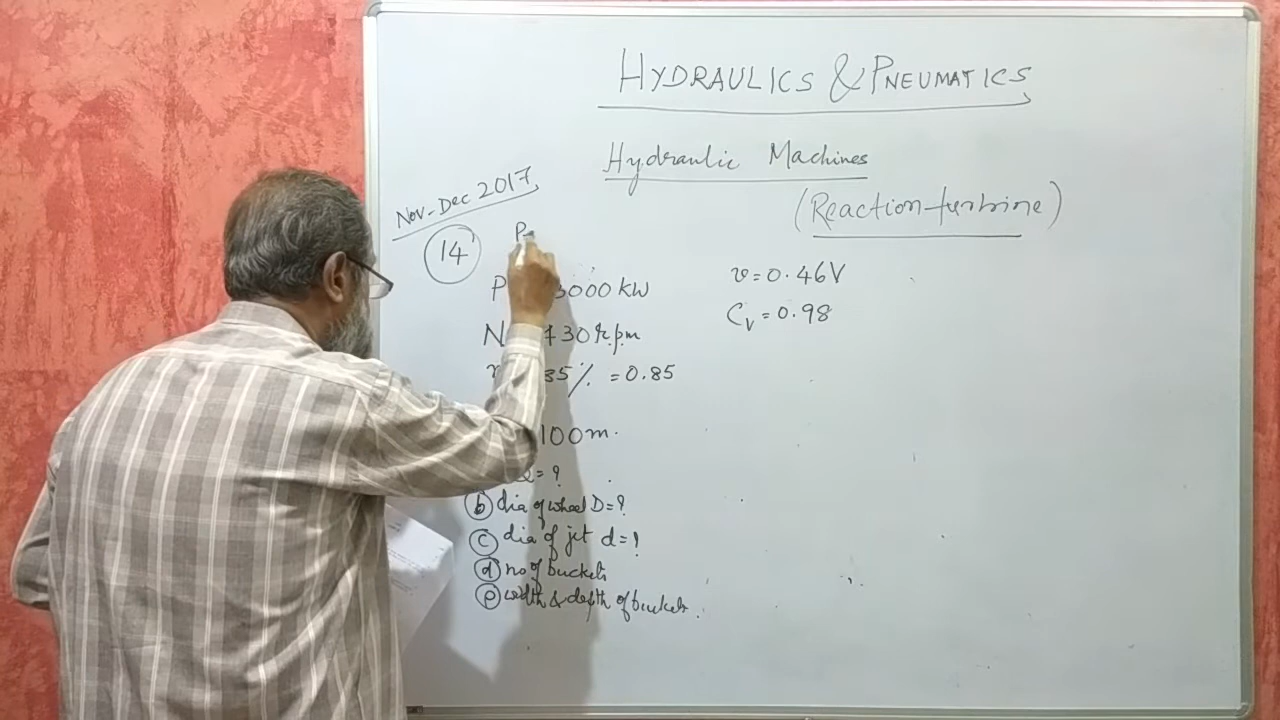 HYDRAULICS & PNEUMATICS
Hydraulic Machines
(Reaction turbine)
Nov-Dec 2017
14
P
P 3000 KW
N 430 r.p.m
35% = 0.85
100m.
= ?
b dia of wheel D = ?
c dia of jet d = ?
d no of buckets
e width & depth of buckets.
v = 0.46V
Cv = 0.98